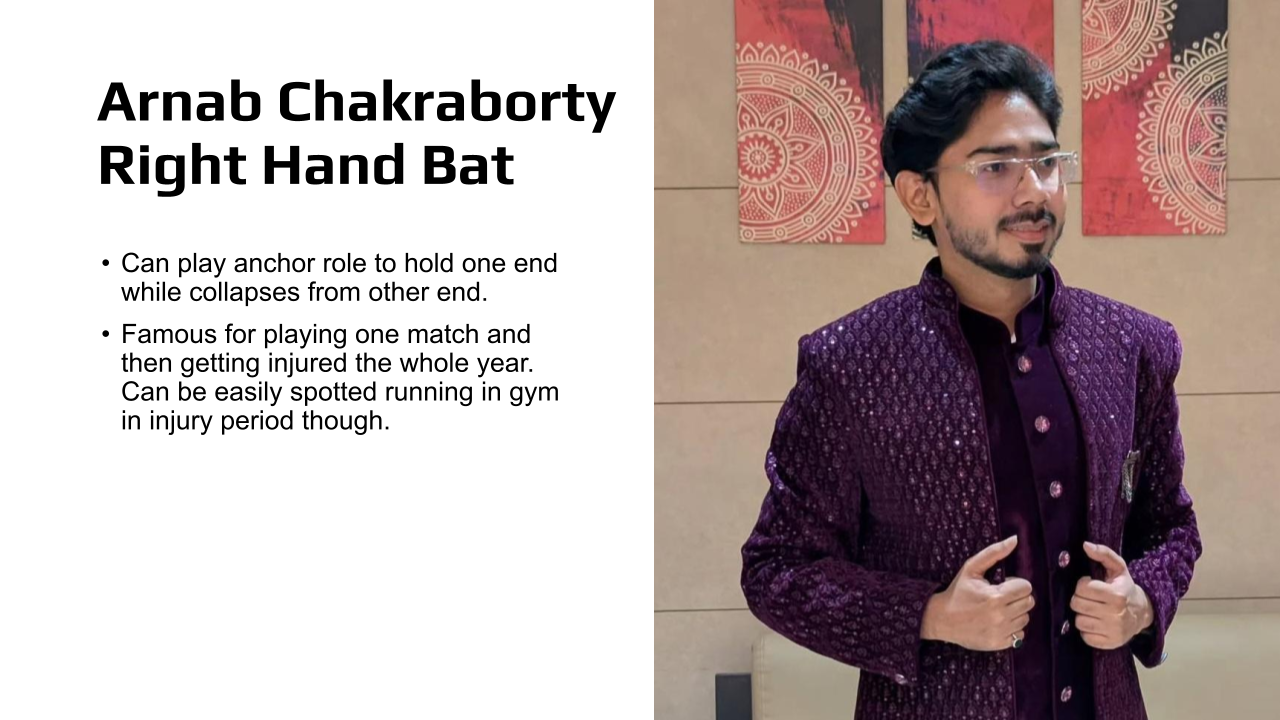 Arnab Chakraborty
Right Hand Bat
• Can play anchor role to hold one end
while collapses from other end.
• Famous for playing one match and
then getting injured the whole year.
Can be easily spotted running in gym
in injury period though.